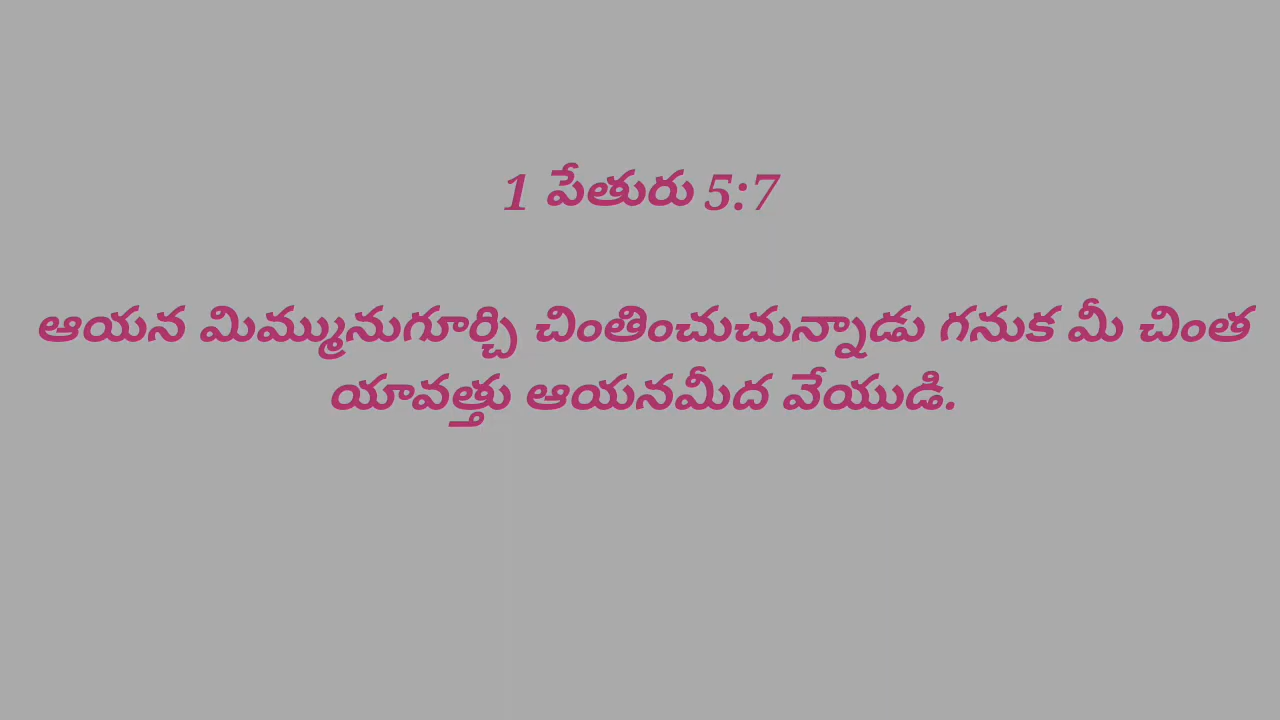 1 పేతురు 5:7
ఆయన మిమ్మునుగూర్చి చింతించుచున్నాడు గనుక మీ చింత
యావత్తు ఆయనమీద వేయుడి.